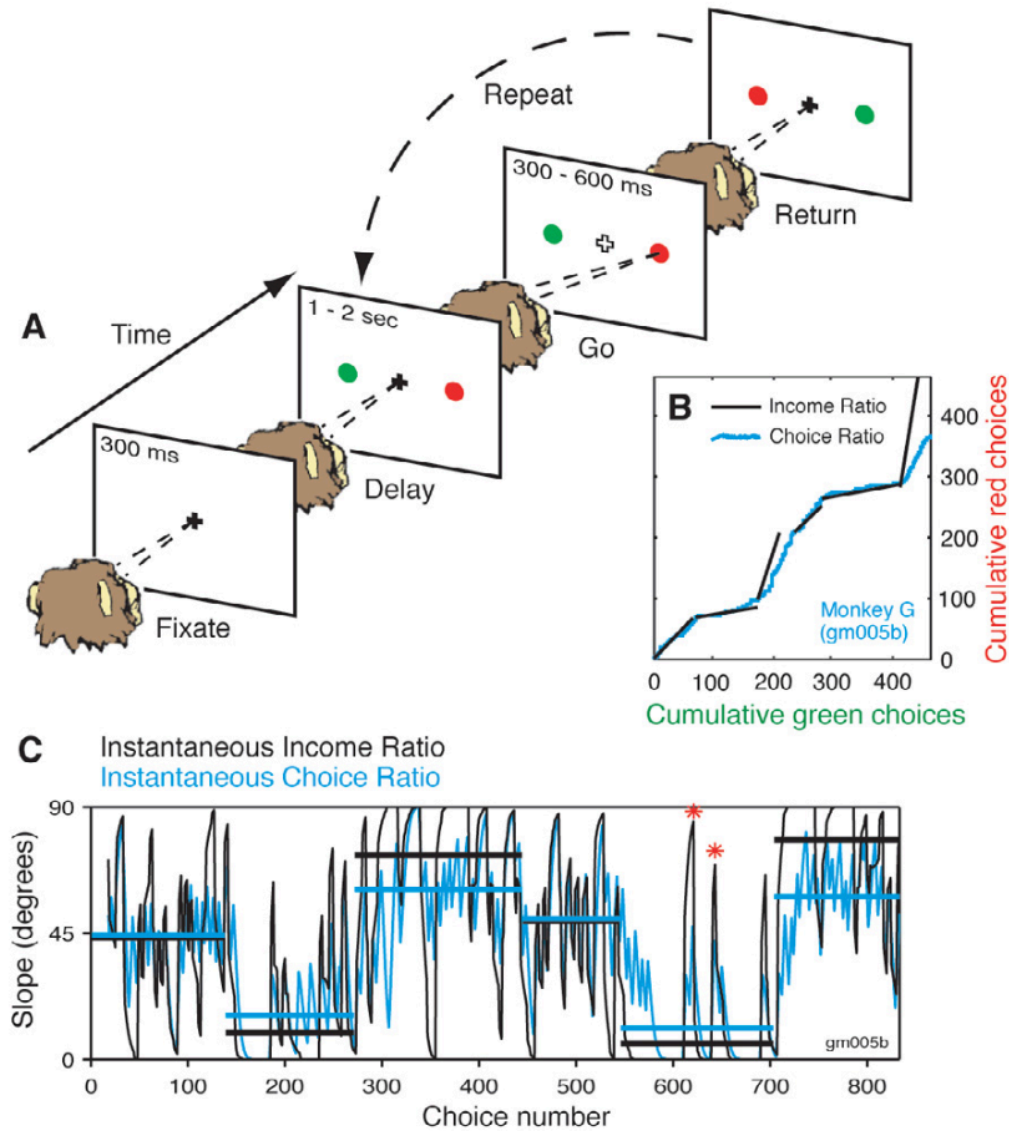 A
Time
300 ms
Fixate
1 - 2 sec
Delay
300 - 600 ms
Go
Return
Repeat
B
Income Ratio
Choice Ratio
Monkey G
(gm005b)
400
300
200
100
0
Cumulative red choices
0 100 200 300 400
Cumulative green choices
C
Instantaneous Income Ratio
Instantaneous Choice Ratio
90
45
0
Slope (degrees)
gm005b
0 100 200 300 400 500 600 700 800
Choice number